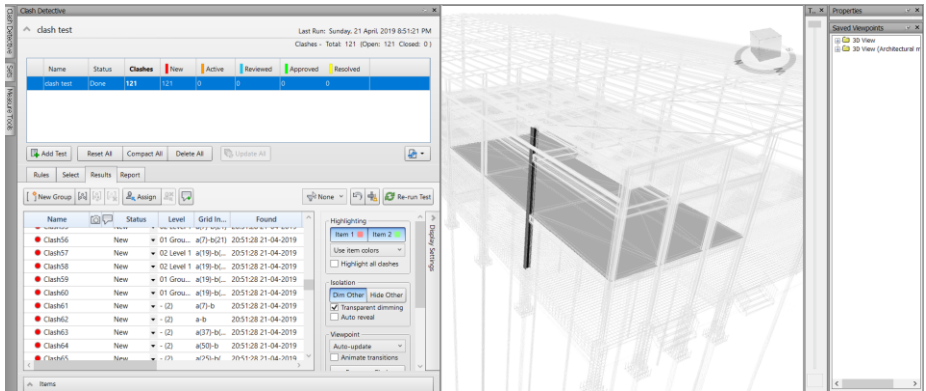 Clash Detective
Clash Detective
Sets
Measure Tools
clash test
Last Run: Sunday, 21 April, 2019 8:51:21 PM
Clashes - Total: 121 (Open: 121 Closed: 0)
Name Status Clashes New Active Reviewed Approved Resolved
clash test Done 121 121 0 0 0 0
Add Test Reset All Compact All Delete All Update All
Rules Select Results Report
New Group Assign None Re-run Test
Name Status Level Grid In... Found
Clash56 New 01 Grou... a(7)-b(21) 20:51:28 21-04-2019
Clash57 New 02 Level 1 a(19)-b(... 20:51:28 21-04-2019
Clash58 New 02 Level 1 a(19)-b(... 20:51:28 21-04-2019
Clash59 New 01 Grou... a(19)-b(... 20:51:28 21-04-2019
Clash60 New 01 Grou... a(19)-b(... 20:51:28 21-04-2019
Clash61 New - (2) a(7)-b 20:51:28 21-04-2019
Clash62 New - (2) a-b 20:51:28 21-04-2019
Clash63 New - (2) a(37)-b(... 20:51:28 21-04-2019
Clash64 New - (2) a(50)-b 20:51:28 21-04-2019
Clash65 New - (2) a(25)-b( 20:51:28 21-04-2019
Highlighting
Item 1 Item 2
Use item colors
Highlight all clashes
Isolation
Dim Other Hide Other
Transparent dimming
Auto reveal
Viewpoint
Auto-update
Animate transitions
Display Settings
Items
T...
Properties
Saved Viewpoints
3D View
3D View (Architectural m